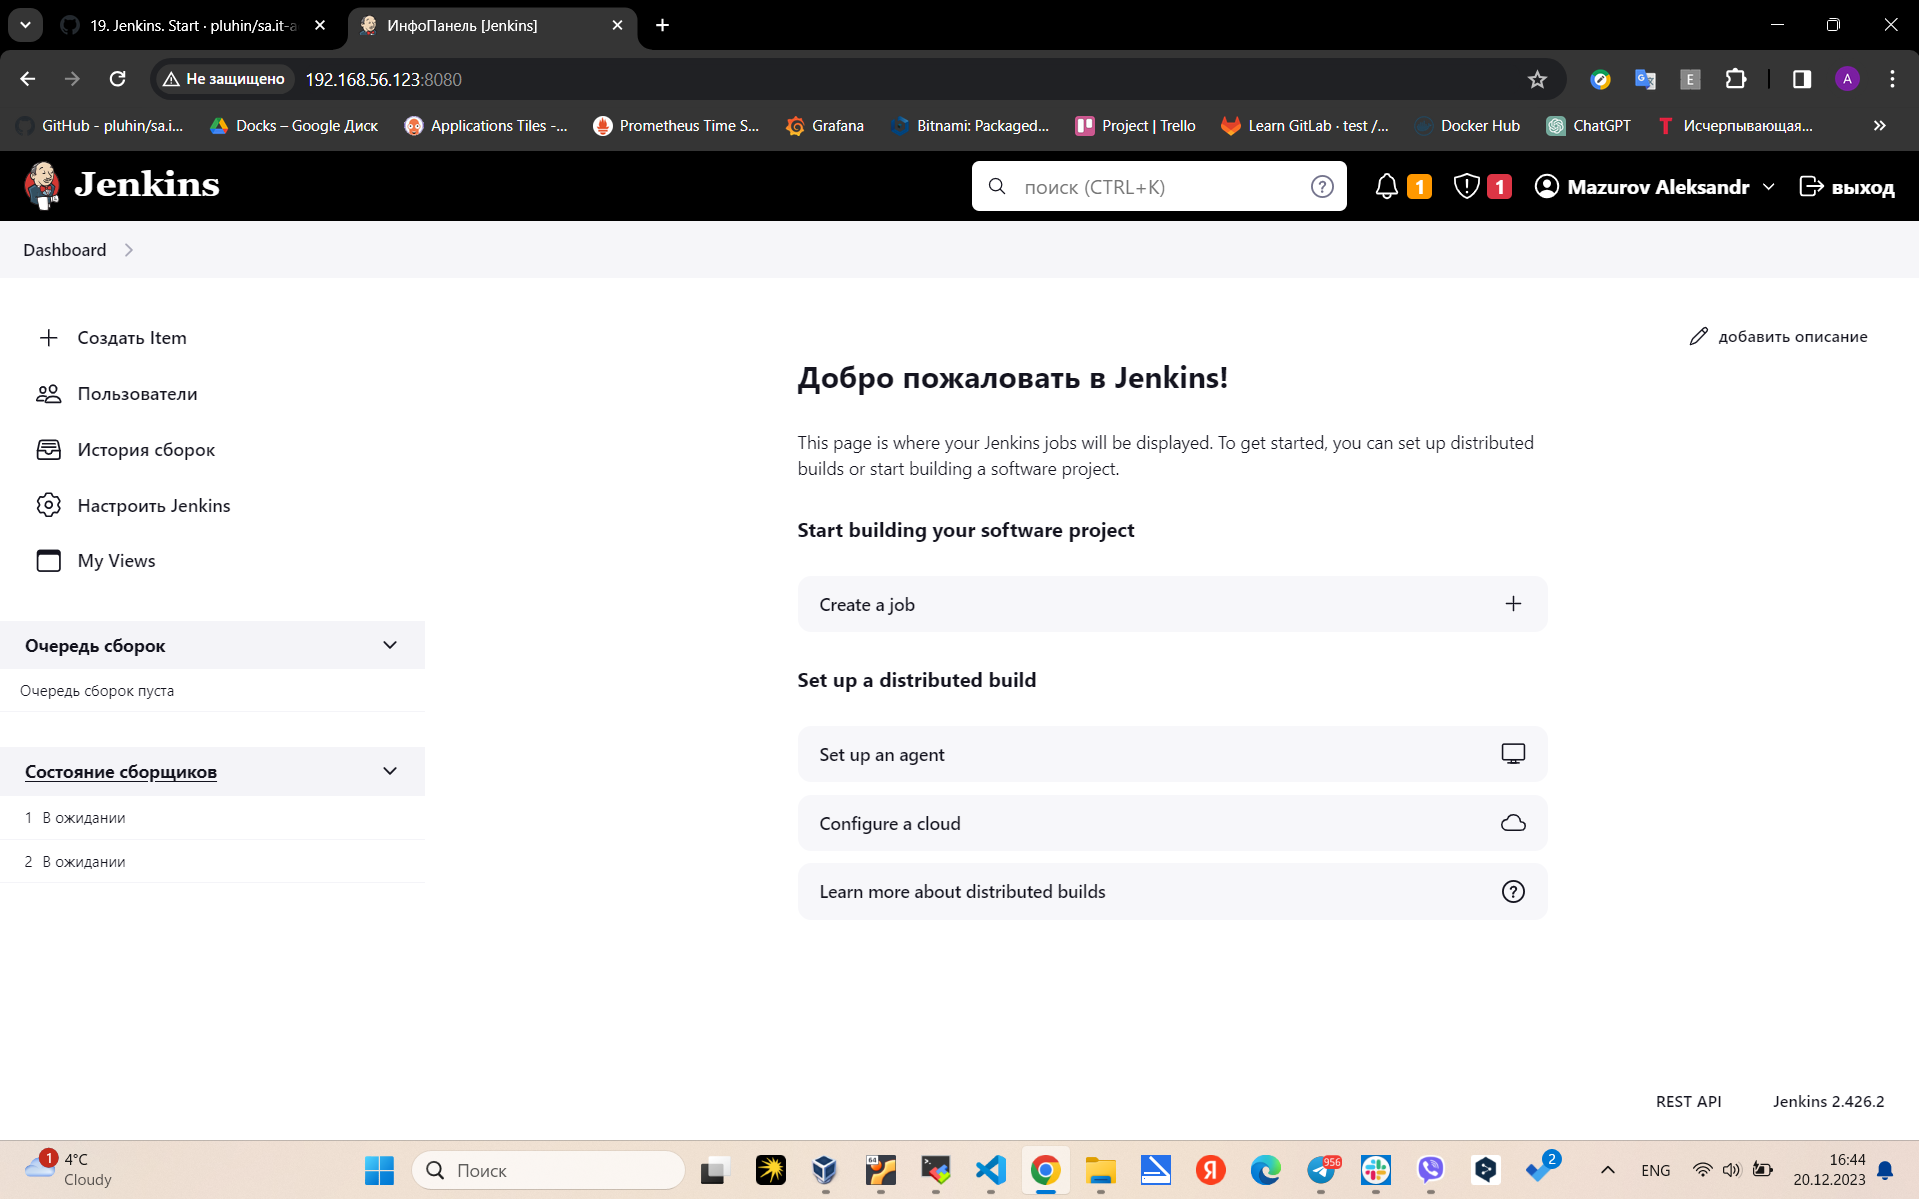 19. Jenkins. Start · pluhin/sa.it-a
ИнфоПанель [Jenkins]
Не защищено
192.168.56.123:8080
E
A
GitHub - pluhin/sa.i...
Docks – Google Диск
Applications Tiles -...
Prometheus Time S...
Grafana
Bitnami: Packaged...
Project | Trello
Learn GitLab · test /...
Docker Hub
ChatGPT
Исчерпывающая...
Jenkins
поиск (CTRL+K)
1
1
Mazurov Aleksandr
выход
Dashboard
Создать Item
Пользователи
История сборок
Настроить Jenkins
My Views
Очередь сборок
Очередь сборок пуста
Состояние сборщиков
1 В ожидании
2 В ожидании
добавить описание
Добро пожаловать в Jenkins!
This page is where your Jenkins jobs will be displayed. To get started, you can set up distributed
builds or start building a software project.
Start building your software project
Create a job
Set up a distributed build
Set up an agent
Configure a cloud
Learn more about distributed builds
REST API
Jenkins 2.426.2
1
4°C
Cloudy
Поиск
64
Я
956
2
ENG
16:44
20.12.2023